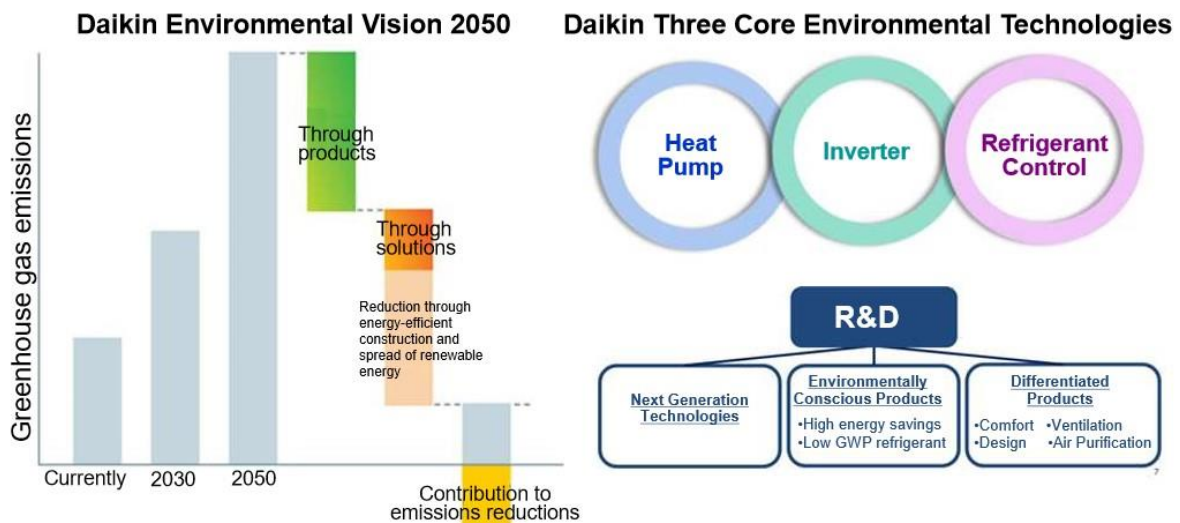 Daikin Environmental Vision 2050
Greenhouse gas emissions
Through
products
Through
solutions
Reduction through
energy-efficient
construction and
spread of renewable
energy
Currently
2030
2050
Contribution to
emissions reductions
Daikin Three Core Environmental Technologies
Heat
Pump
Inverter
Refrigerant
Control
R&D
Next Generation
Technologies
Environmentally
Conscious Products
•High energy savings
•Low GWP refrigerant
Differentiated
Products
•Comfort •Ventilation
•Design •Air Purification
7